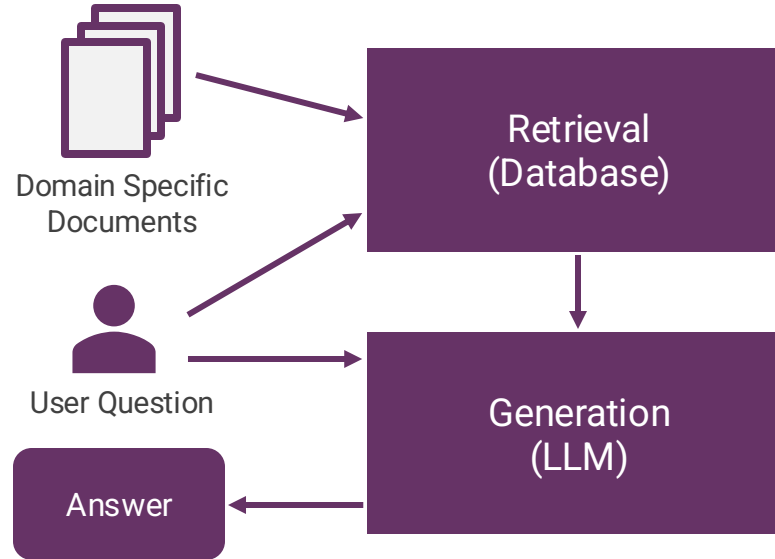 Domain Specific
Documents
Retrieval
(Database)
User Question
Generation
(LLM)
Answer